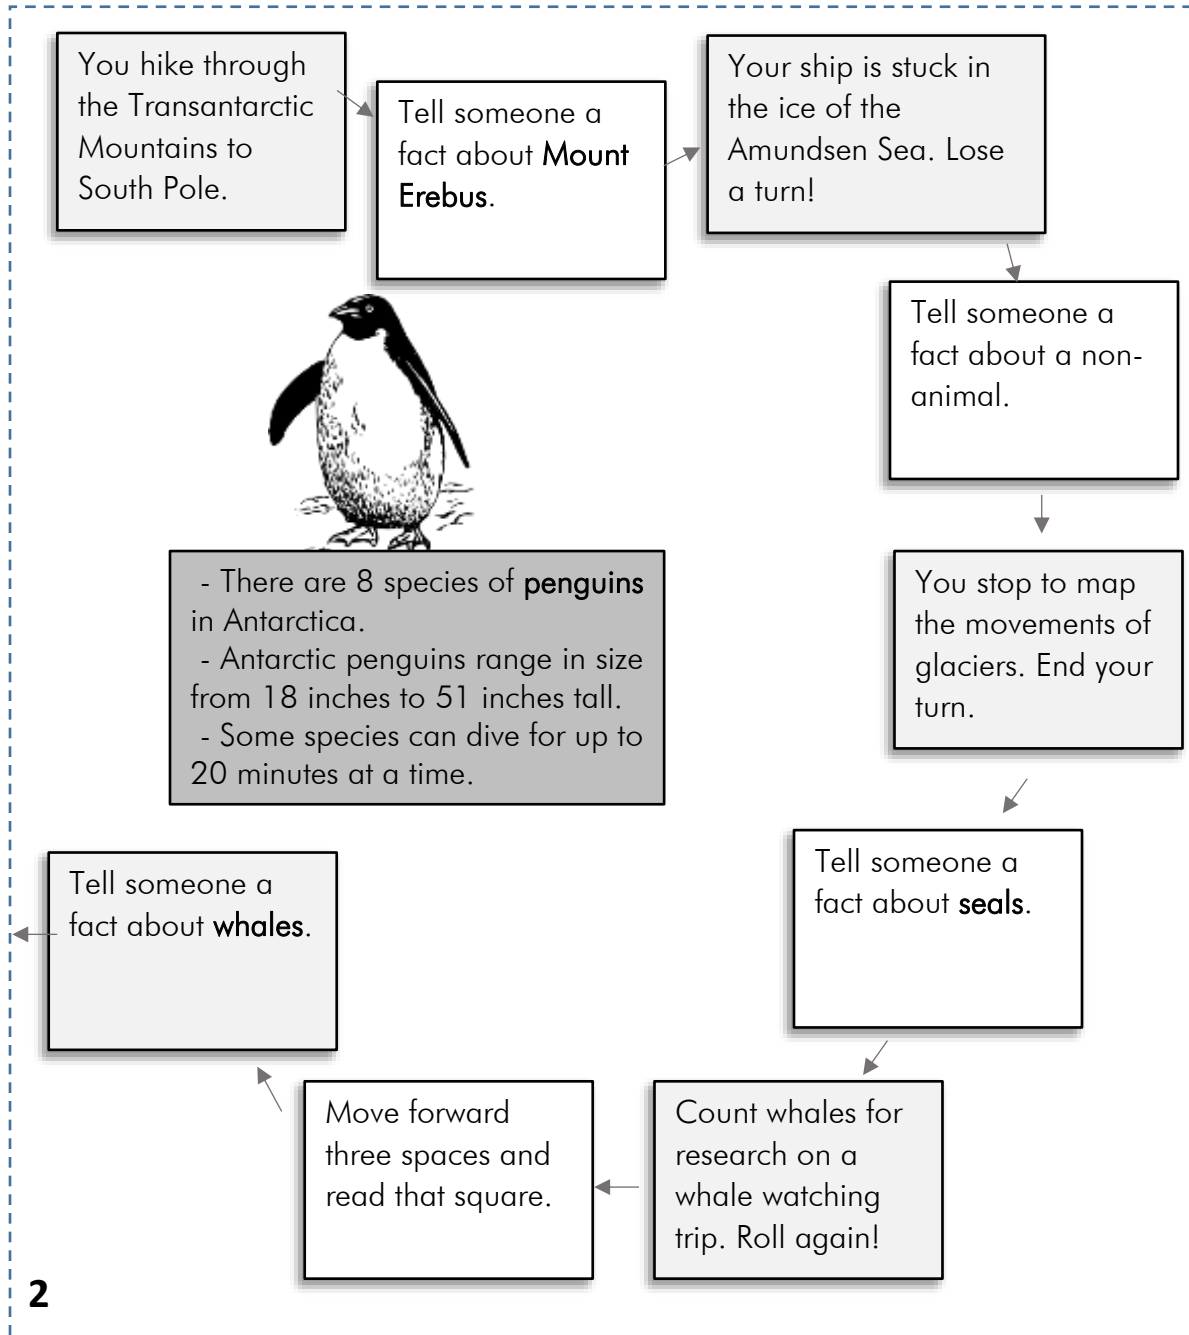 You hike through
the Transantarctic
Mountains to
South Pole.
Tell someone a
fact about Mount
Erebus.
Your ship is stuck in
the ice of the
Amundsen Sea. Lose
a turn!
Tell someone a
fact about a non-
animal.
You stop to map
the movements of
glaciers. End your
turn.
Tell someone a
fact about seals.
Count whales for
research on a
whale watching
trip. Roll again!
Move forward
three spaces and
read that square.
Tell someone a
fact about whales.
- There are 8 species of penguins
in Antarctica.
- Antarctic penguins range in size
from 18 inches to 51 inches tall.
- Some species can dive for up to
20 minutes at a time.
2